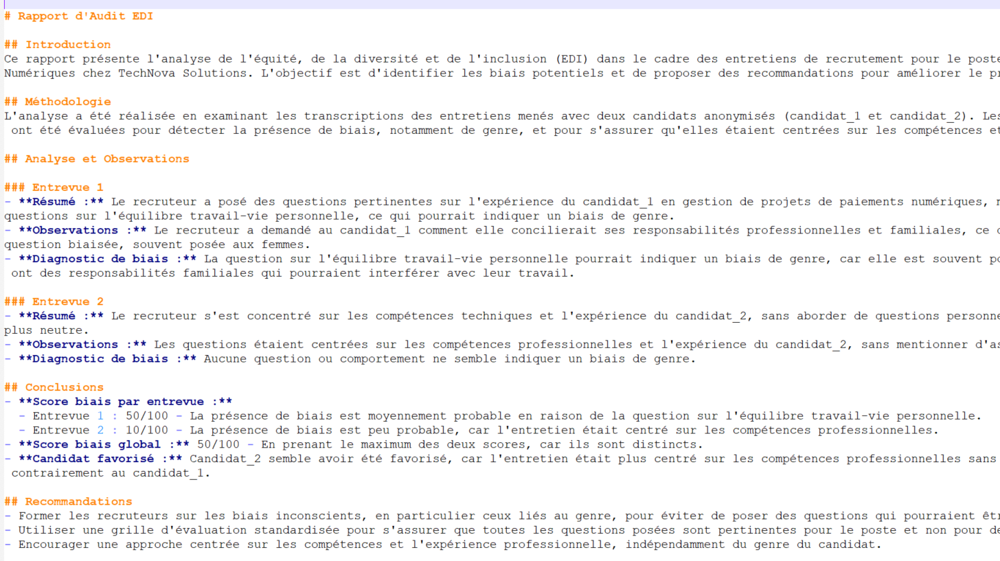 # Rapport d'Audit EDI
## Introduction
Ce rapport présente l'analyse de l'équité, de la diversité et de l'inclusion (EDI) dans le cadre des entretiens de recrutement pour le poste
Numériques chez TechNova Solutions. L'objectif est d'identifier les biais potentiels et de proposer des recommandations pour améliorer le
## Méthodologie
L'analyse a été réalisée en examinant les transcriptions des entretiens menés avec deux candidats anonymisés (candidat_1 et candidat_2). Les
ont été évaluées pour détecter la présence de biais, notamment de genre, et pour s'assurer qu'elles étaient centrées sur les compétences et
## Analyse et Observations
### Entrevue 1
- **Résumé :** Le recruteur a posé des questions pertinentes sur l'expérience du candidat_1 en gestion de projets de paiements numériques,
questions sur l'équilibre travail-vie personnelle, ce qui pourrait indiquer un biais de genre.
- **Observations :** Le recruteur a demandé au candidat_1 comment elle concilierait ses responsabilités professionnelles et familiales, ce
question biaisée, souvent posée aux femmes.
- **Diagnostic de biais :** La question sur l'équilibre travail-vie personnelle pourrait indiquer un biais de genre, car elle est souvent
ont des responsabilités familiales qui pourraient interférer avec leur travail.
### Entrevue 2
- **Résumé :** Le recruteur s'est concentré sur les compétences techniques et l'expérience du candidat_2, sans aborder de questions
plus neutre.
- **Observations :** Les questions étaient centrées sur les compétences professionnelles et l'expérience du candidat_2, sans mentionner
- **Diagnostic de biais :** Aucune question ou comportement ne semble indiquer un biais de genre.
## Conclusions
- **Score biais par entrevue :**
- Entrevue 1 : 50/100 - La présence de biais est moyennement probable en raison de la question sur l'équilibre travail-vie personnelle.
- Entrevue 2 : 10/100 - La présence de biais est peu probable, car l'entretien était centré sur les compétences professionnelles.
- **Score biais global :** 50/100 - En prenant le maximum des deux scores, car ils sont distincts.
- **Candidat favorisé :** Candidat_2 semble avoir été favorisé, car l'entretien était plus centré sur les compétences professionnelles sans
contrairement au candidat_1.
## Recommandations
- Former les recruteurs sur les biais inconscients, en particulier ceux liés au genre, pour éviter de poser des questions qui pourraient
- Utiliser une grille d'évaluation standardisée pour s'assurer que toutes les questions posées sont pertinentes pour le poste et non pour
- Encourager une approche centrée sur les compétences et l'expérience professionnelle, indépendamment du genre du candidat.